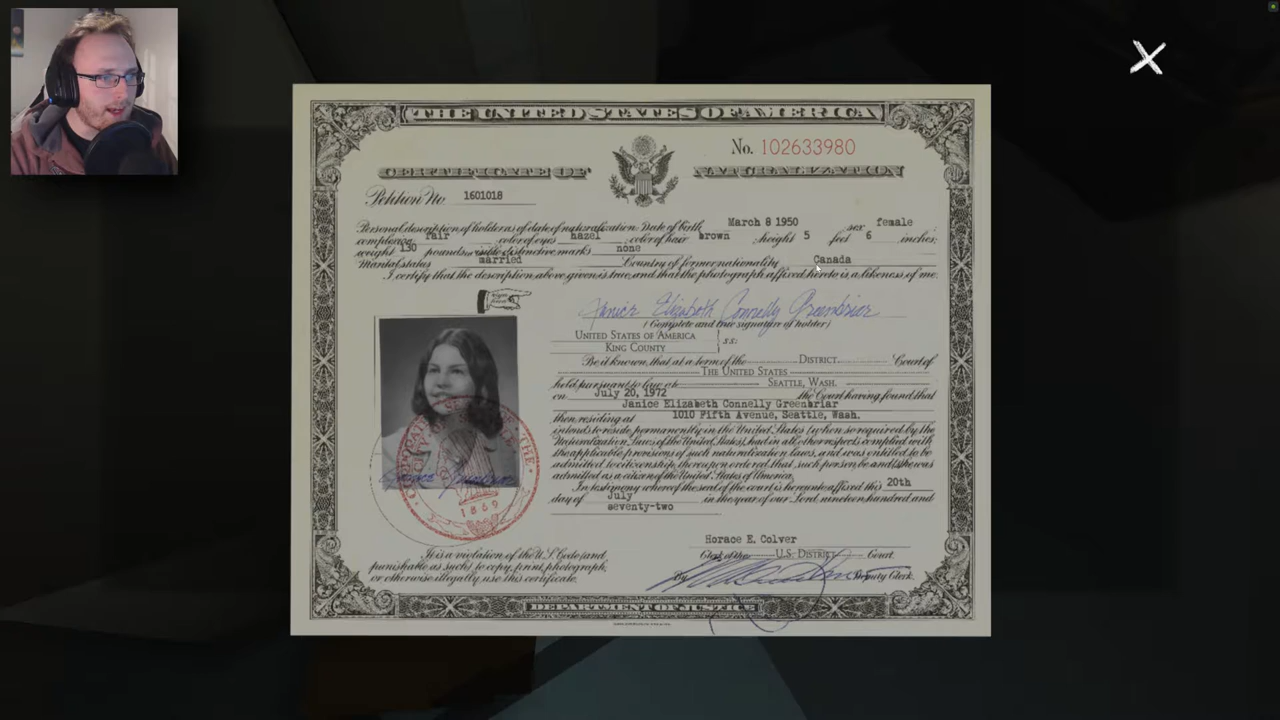 THE UNITED STATES OF AMERICA
No. 102633980
CERTIFICATE OF NATURALIZATION
Petition No. 1601018
Personal description of holder as of date of naturalization: Date of birth March 8 1950 sex female
complexion fair color of eyes hazel color of hair brown height 5 feet 6 inches;
weight 130 pounds, visible distinctive marks none
Marital status married Country of former nationality Canada
I certify that the description above given is true, and that the photograph affixed hereto is a likeness of me.
Janice Elizabeth Connelly Greenbriar
(Complete and true signature of holder)
UNITED STATES OF AMERICA
KING COUNTY
ss:
Be it known, that at a term of the DISTRICT Court of
THE UNITED STATES
held pursuant to law at SEATTLE, WASH.
on July 20, 1972 the Court having found that
Janice Elizabeth Connelly Greenbriar
then residing at 1010 Fifth Avenue, Seattle, Wash.
intends to reside permanently in the United States (when so required by the
Naturalization Laws of the United States), had in all other respects complied with
the applicable provisions of such naturalization laws, and was entitled to be
admitted to citizenship, thereupon ordered that such person be and (s)he was
admitted as a citizen of the United States of America.
In testimony whereof the seal of the court is hereunto affixed this 20th
day of July in the year of our Lord nineteen hundred and
seventy-two
1869
Horace E. Colver
Clerk of the U.S. DISTRICT Court.
By Deputy Clerk.
It is a violation of the U.S. Code (and
punishable as such) to copy, print, photograph,
or otherwise illegally use this certificate.
DEPARTMENT OF JUSTICE